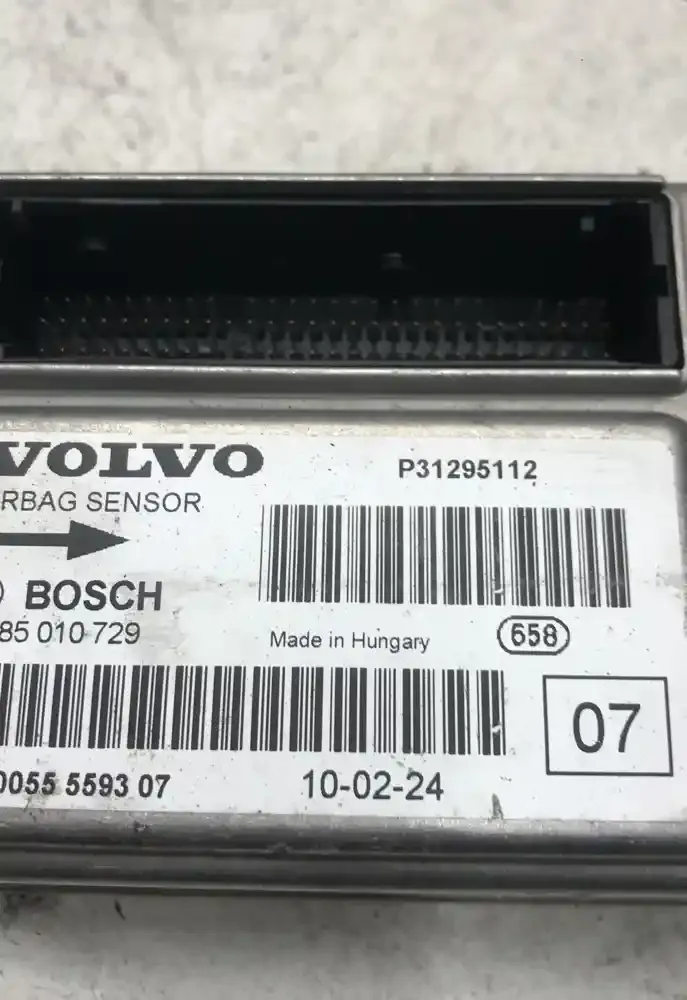 VOLVO
P31295112
RBAG SENSOR
BOSCH
85 010 729
Made in Hungary
658
07
0055 5593 07
10-02-24